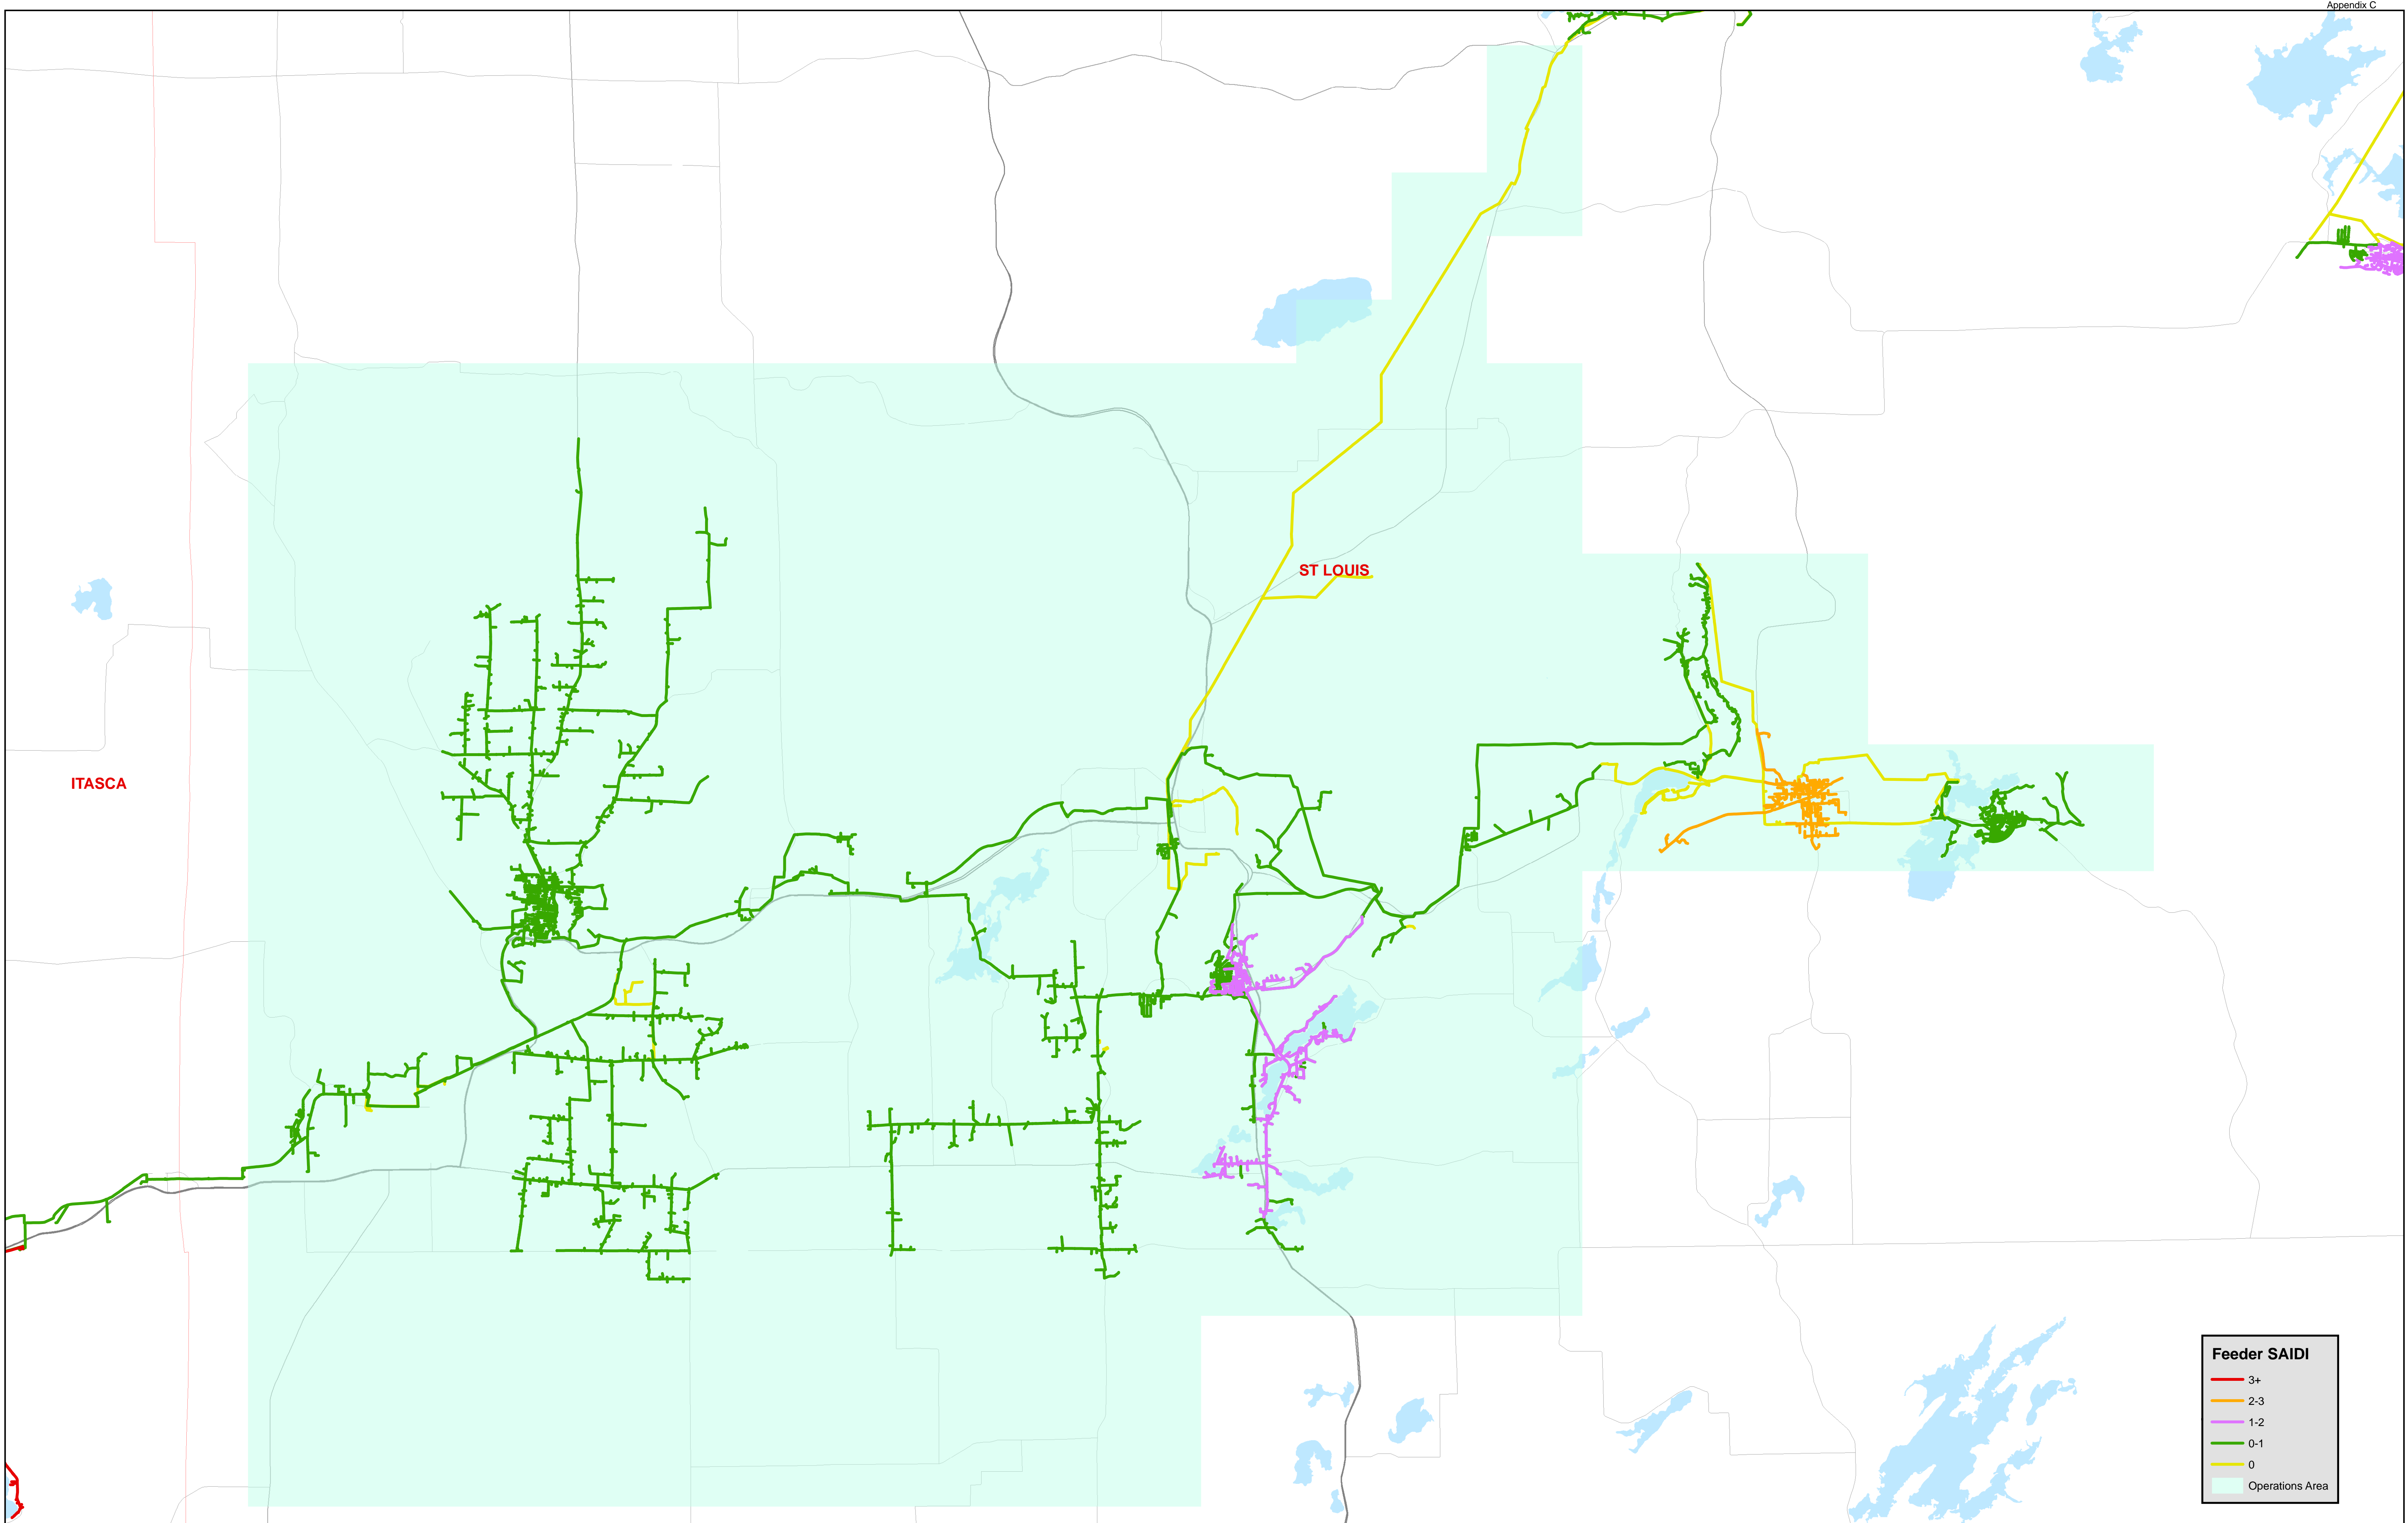 Appendix C
ST LOUIS
ITASCA
Feeder SAIDI
3+
2-3
1-2
0-1
0
Operations Area